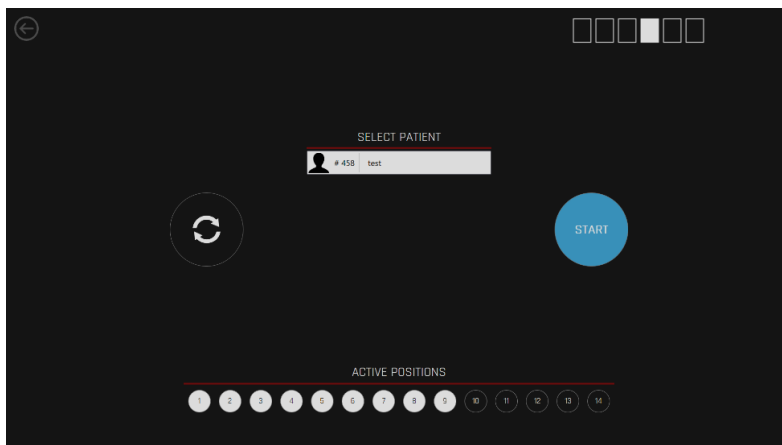 SELECT PATIENT
# 458 test
START
ACTIVE POSITIONS
1 2 3 4 5 6 7 8 9 10 11 12 13 14